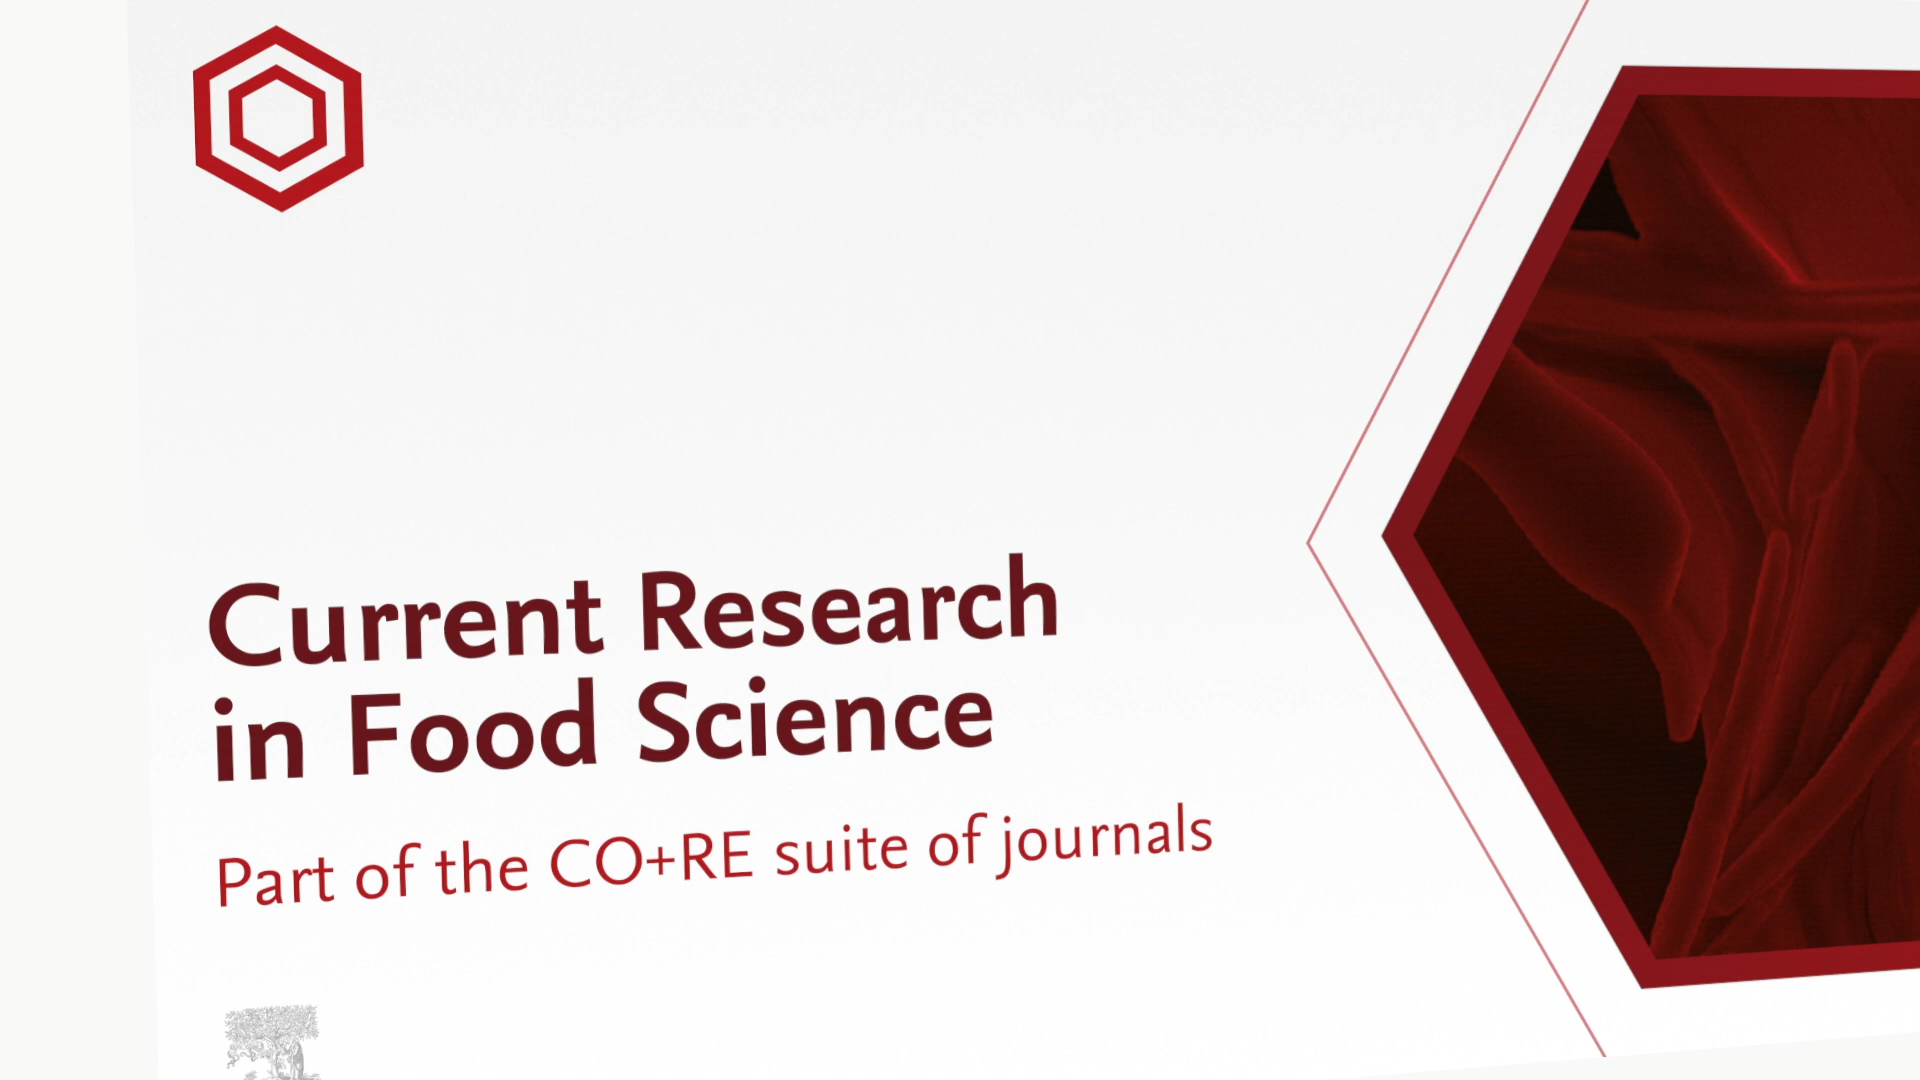 Current Research
in Food Science
Part of the CO+RE suite of journals